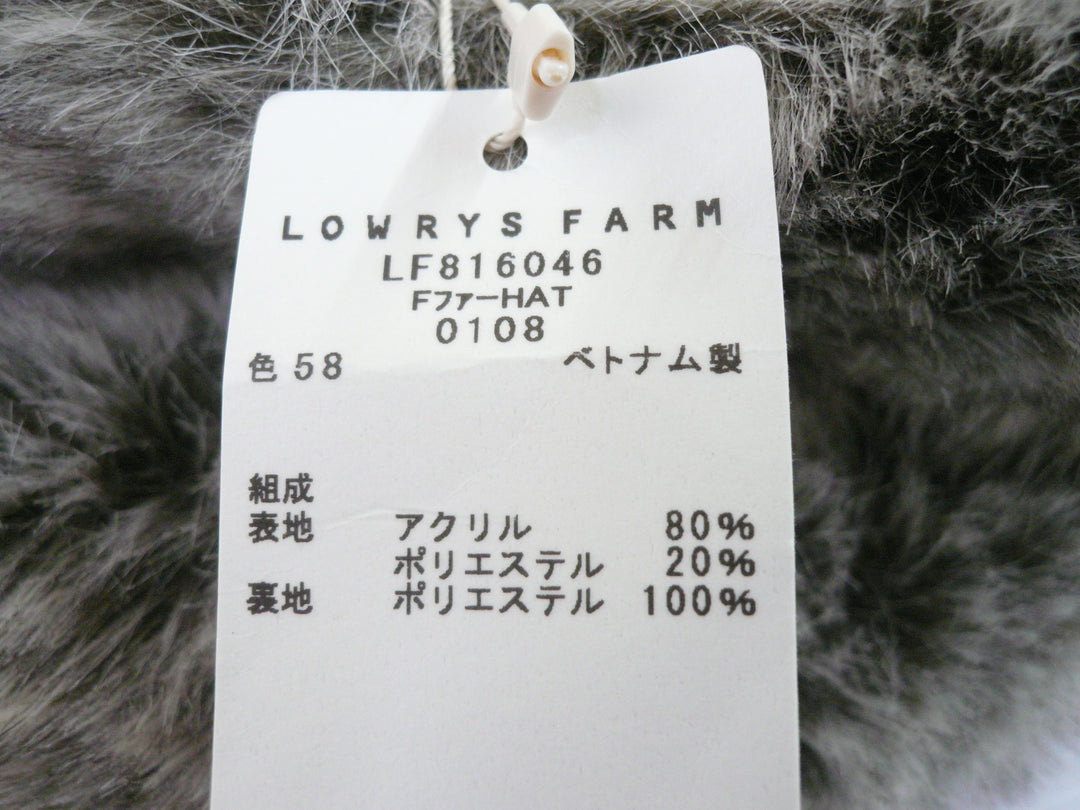 LOWRYS FARM
LF816046
FファーHAT
0108
色 58 ベトナム製
組成
表地 アクリル 80%
ポリエステル 20%
裏地 ポリエステル 100%